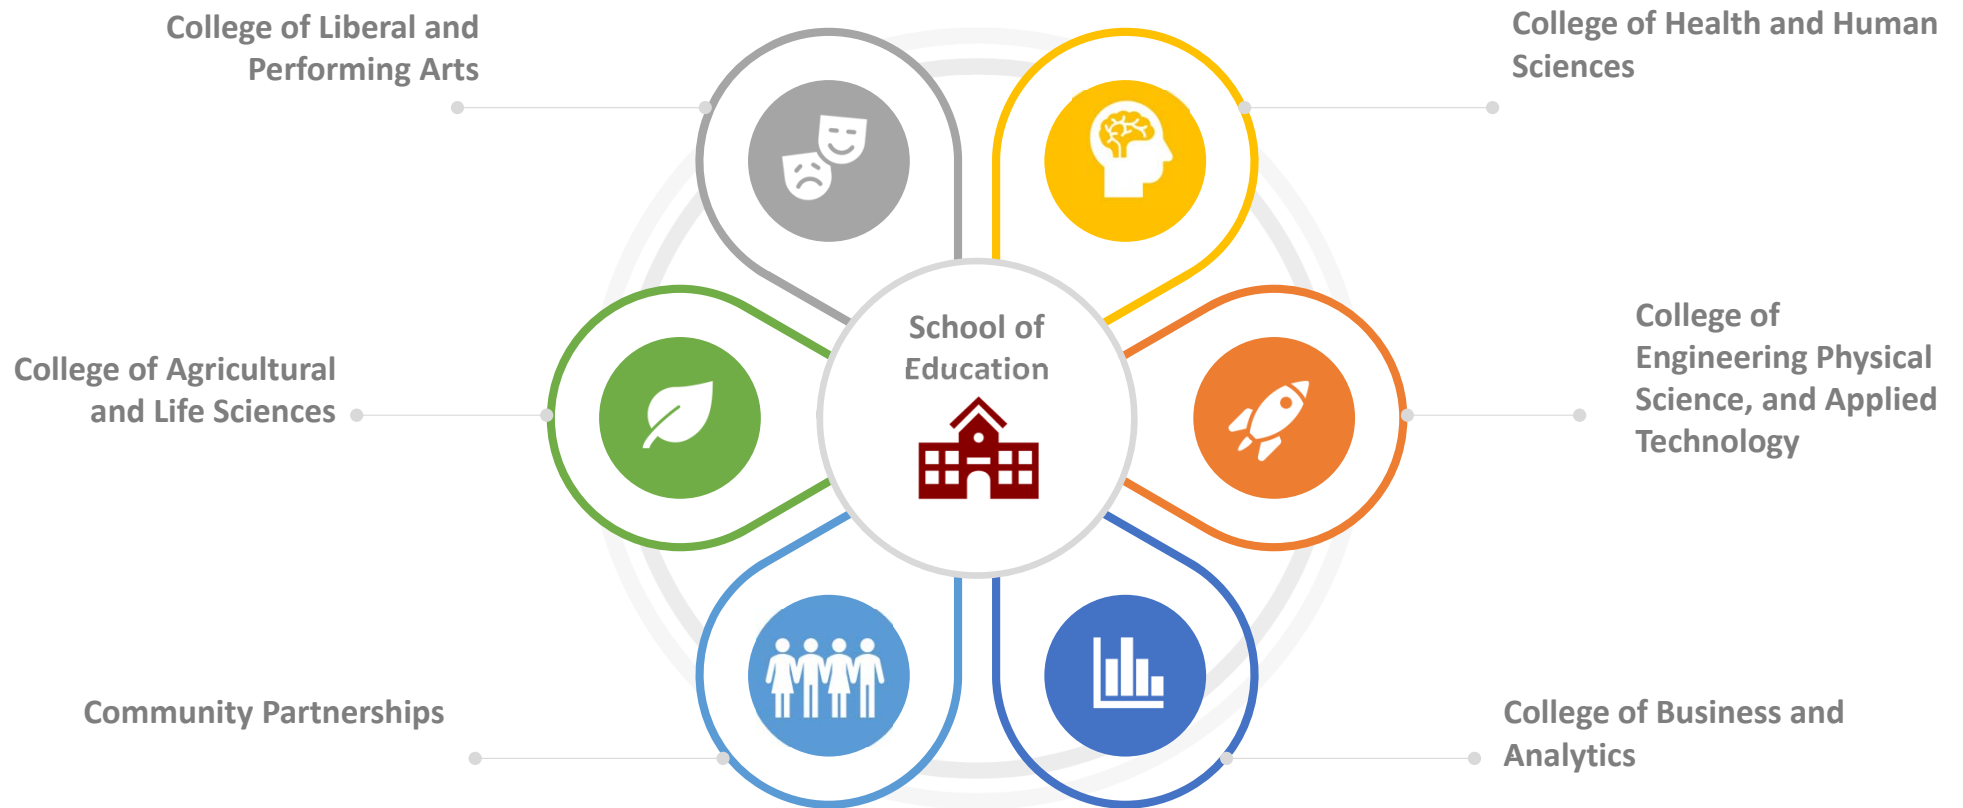 College of Liberal and
Performing Arts
College of Health and Human
Sciences
School of
Education
College of Agricultural
and Life Sciences
College of
Engineering Physical
Science, and Applied
Technology
Community Partnerships
College of Business and
Analytics